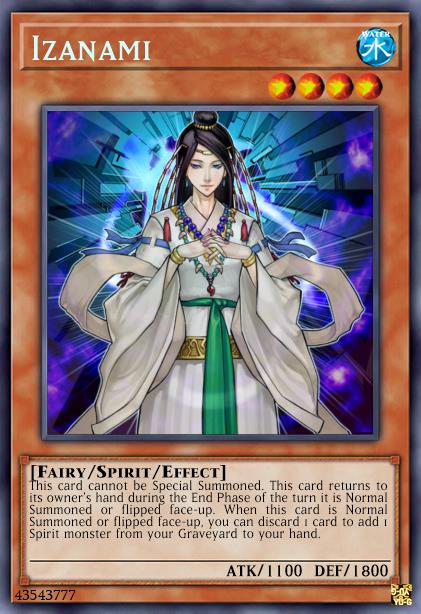 Izanami
WATER
水
[Fairy/Spirit/Effect]
This card cannot be Special Summoned. This card returns to
its owner's hand during the End Phase of the turn it is Normal
Summoned or flipped face-up. When this card is Normal
Summoned or flipped face-up, you can discard 1 card to add 1
Spirit monster from your Graveyard to your hand.
ATK/1100 DEF/1800
43543777